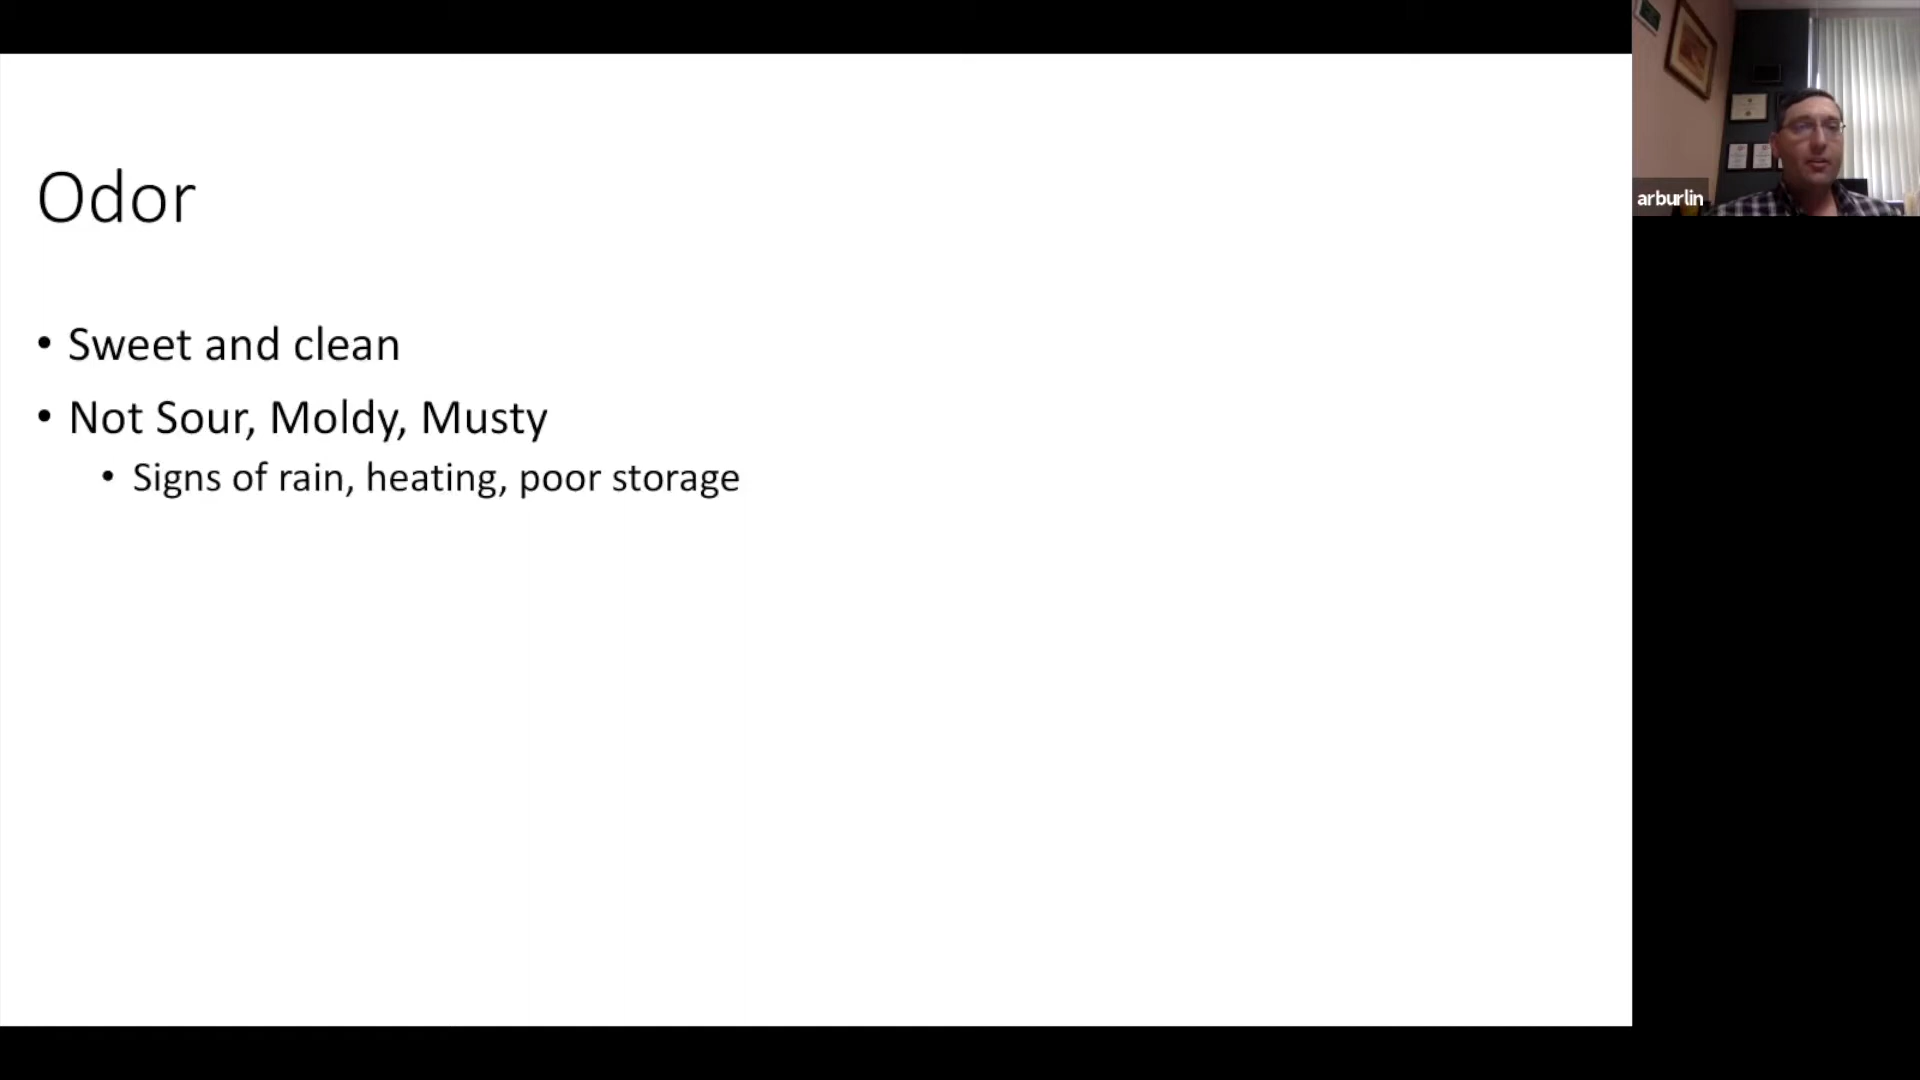 Odor
• Sweet and clean
• Not Sour, Moldy, Musty
• Signs of rain, heating, poor storage
arburlin